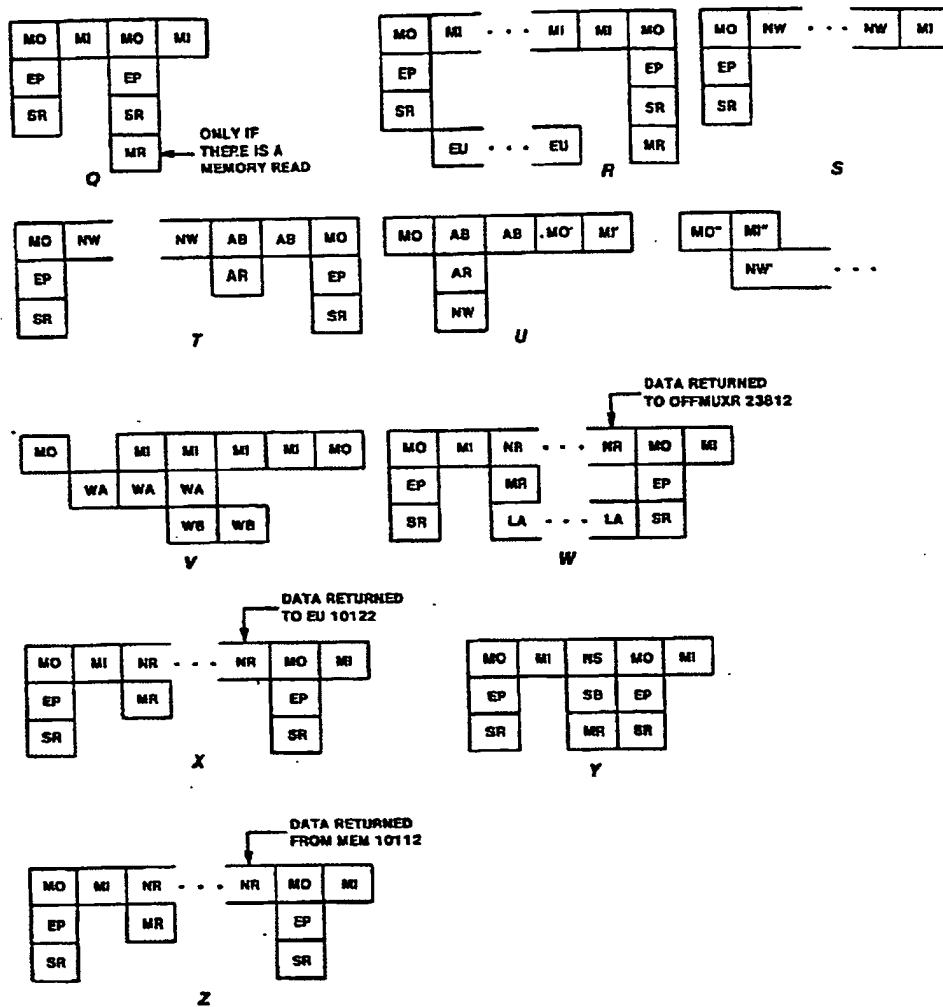 MO MI MO MI
EP EP
SR SR
MR
ONLY IF
THERE IS A
MEMORY READ
Q
MO MI · · · MI MI MO
EP EP
SR SR
EU · · · EU MR
R
MO NW · · · NW MI
EP
SR
S
MO NW NW AB AB MO
EP AR EP
SR SR
T
MO AB AB MO' MI'
AR
NW
U
MO" MI"
NW' · · ·
DATA RETURNED
TO OFFMUXR 23812
MO MI MI MI MI MO
WA WA WA
WB WB
V
MO MI NR · · · NR MO MI
EP MR EP
SR LA · · · LA SR
W
DATA RETURNED
TO EU 10122
MO MI NR · · · NR MO MI
EP MR EP
SR SR
X
MO MI NS MO MI
EP SB EP
SR MR SR
Y
DATA RETURNED
FROM MEM 10112
MO MI NR · · · NR MO MI
EP MR EP
SR SR
Z